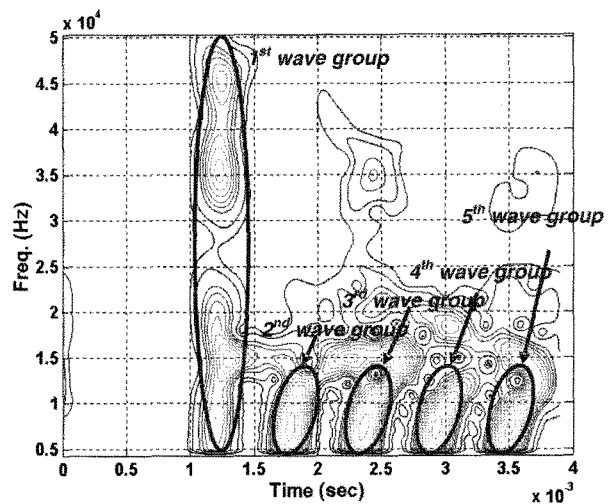 x 10⁴
5
4.5
4
3.5
3
2.5
2
1.5
1
0.5
Freq. (Hz)
1ˢᵗ wave group
5ᵗʰ wave group
4ᵗʰ wave group
3ʳᵈ wave group
2ⁿᵈ wave group
0 0.5 1 1.5 2 2.5 3 3.5 4
Time (sec)
x 10⁻³